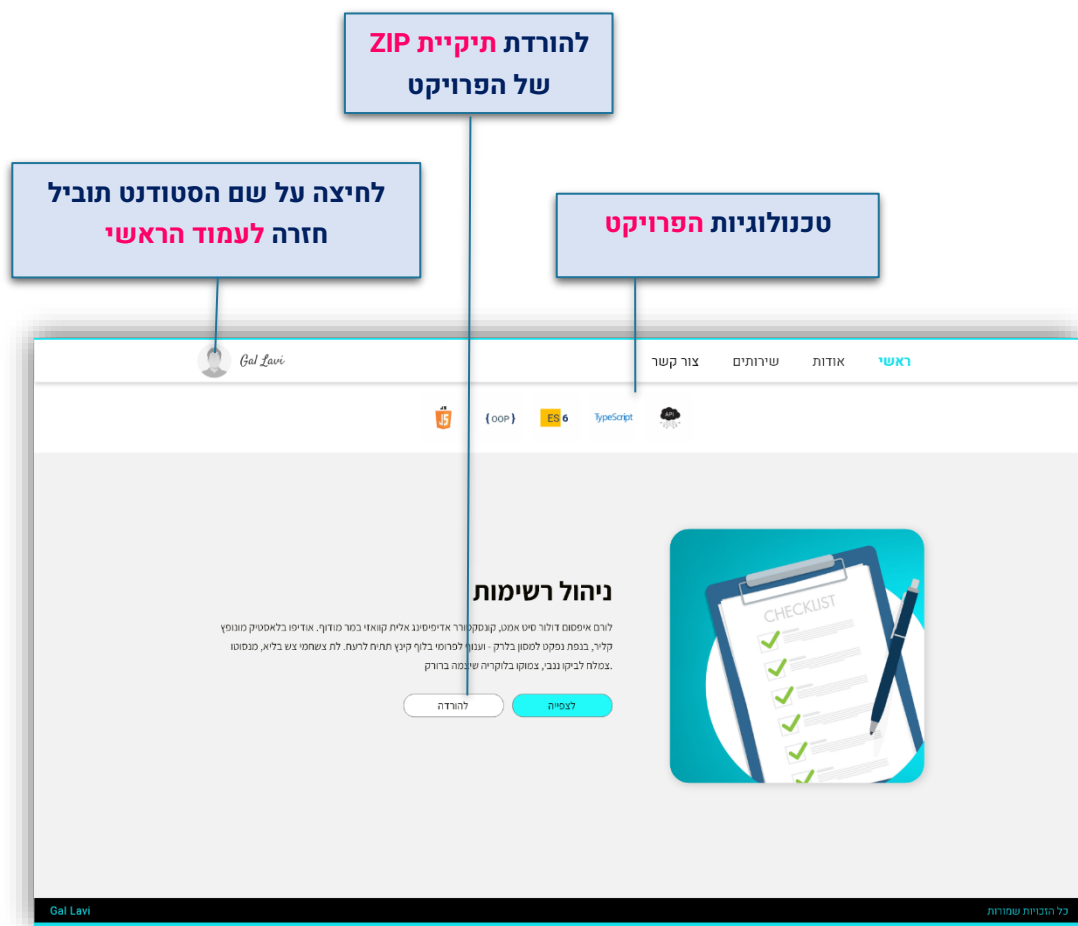 להורדת תיקיית ZIP
של הפרויקט
לחיצה על שם הסטודנט תוביל
חזרה לעמוד הראשי
טכנולוגיות הפרויקט
ראשי
אודות
שירותים
צור קשר
Gal Lavi
API
TypeScript
ES 6
{ OOP }
JS
CHECKLIST
ניהול רשימות
לורם איפסום דולור סיט אמט, קונסקטורר אדיפיסינג אלית קוואזי במר מודוף. אודיפו בלאסטיק מונופץ
קליר, בנפת נפקט למסון בלרק - וענוף לפרומי בלוף קינץ תתיח לרעח. לת צשחמי צש בליא, מנסוטו
צמלח לביקו ננבי, צמוקו בלוקריה שיצמה ברורק.
לצפייה
להורדה
כל הזכויות שמורות
Gal Lavi